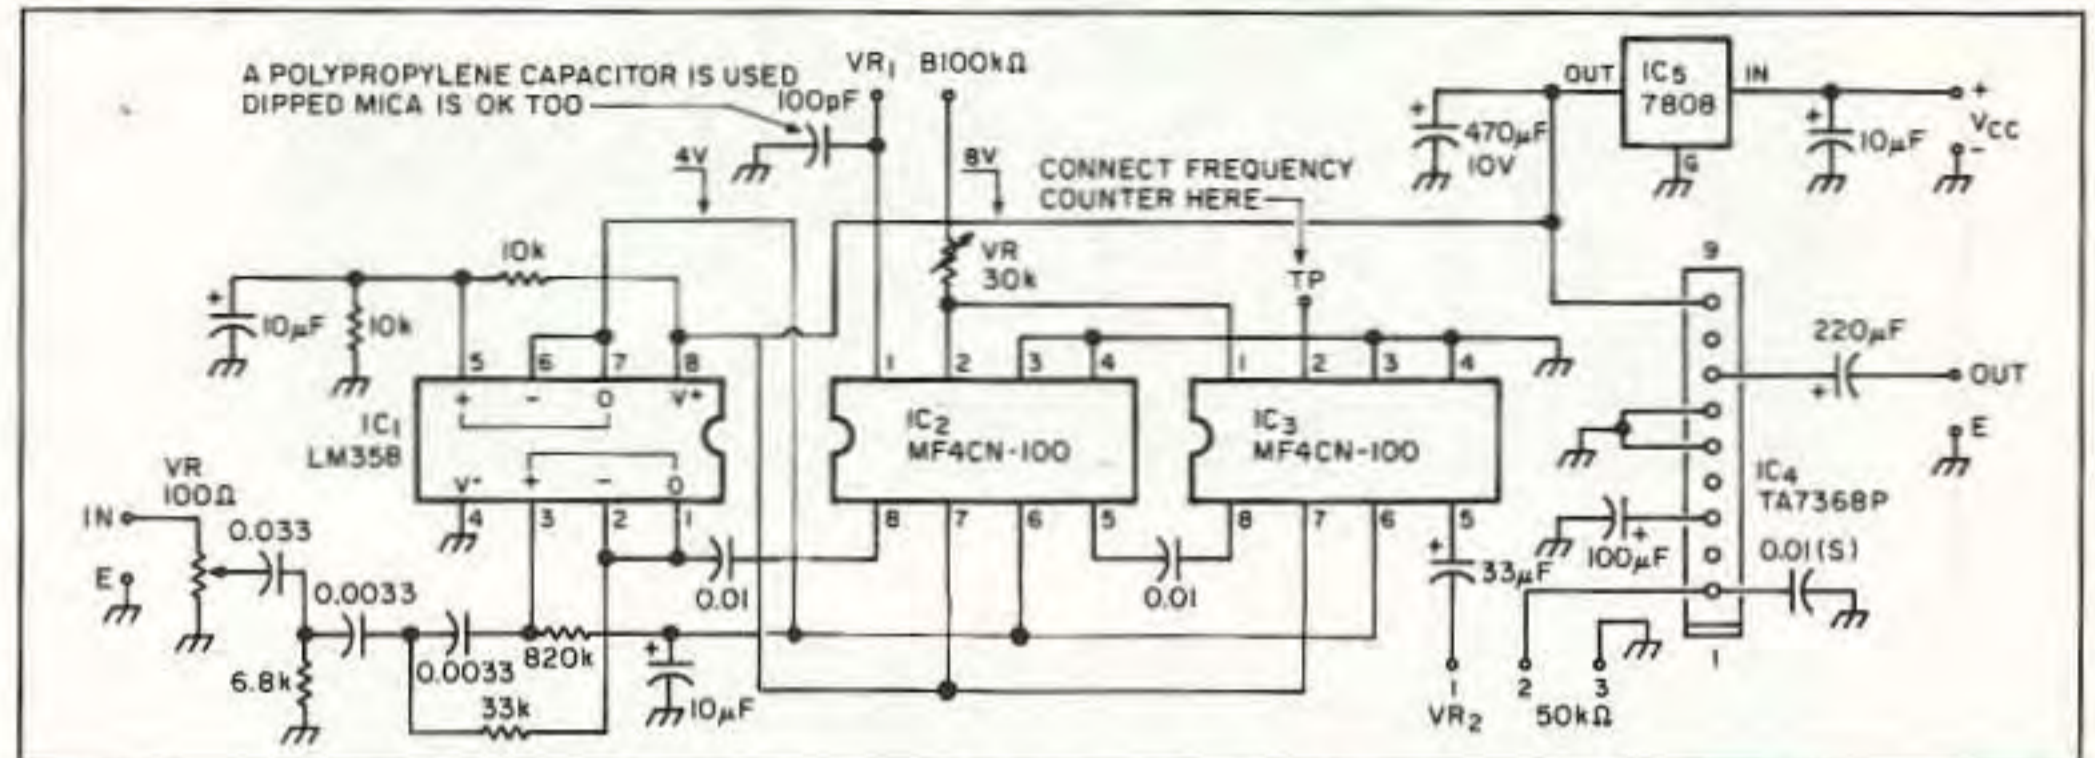 A POLYPROPYLENE CAPACITOR IS USED
DIPPED MICA IS OK TOO
100pF
VR1 B100kΩ
4V
8V
CONNECT FREQUENCY
COUNTER HERE
TP
VR
30k
OUT
IC5
7808
IN
G
+
470µF
10V
+
10µF
+
VCC
-
10k
+
10µF
10k
5 6 7 8
+ - O V+
IC1
LM358
V- + - O
4 3 2 1
1 2 3 4
IC2
MF4CN-100
8 7 6 5
1 2 3 4
IC3
MF4CN-100
8 7 6 5
9
220µF
+
OUT
E
IC4
TA7368P
+
100µF
0.01(S)
1
VR
100Ω
IN
E
0.033
0.0033
0.0033
820k
6.8k
33k
+
10µF
0.01
0.01
+
33µF
1 2 3
VR2 50kΩ